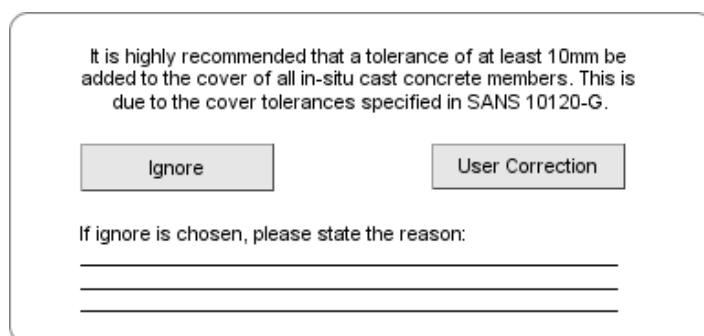 It is highly recommended that a tolerance of at least 10mm be
added to the cover of all in-situ cast concrete members. This is
due to the cover tolerances specified in SANS 10120-G.
Ignore
User Correction
If ignore is chosen, please state the reason: